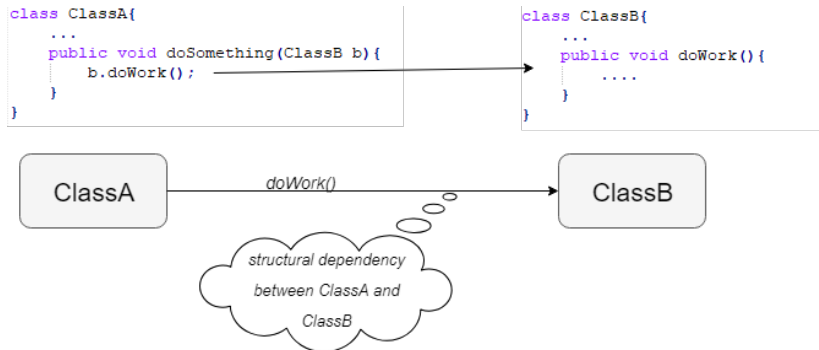 class ClassA{
...
public void doSomething(ClassB b){
b.doWork();
}
}
class ClassB{
...
public void doWork(){
....
}
}
ClassA
doWork()
ClassB
structural dependency
between ClassA and
ClassB